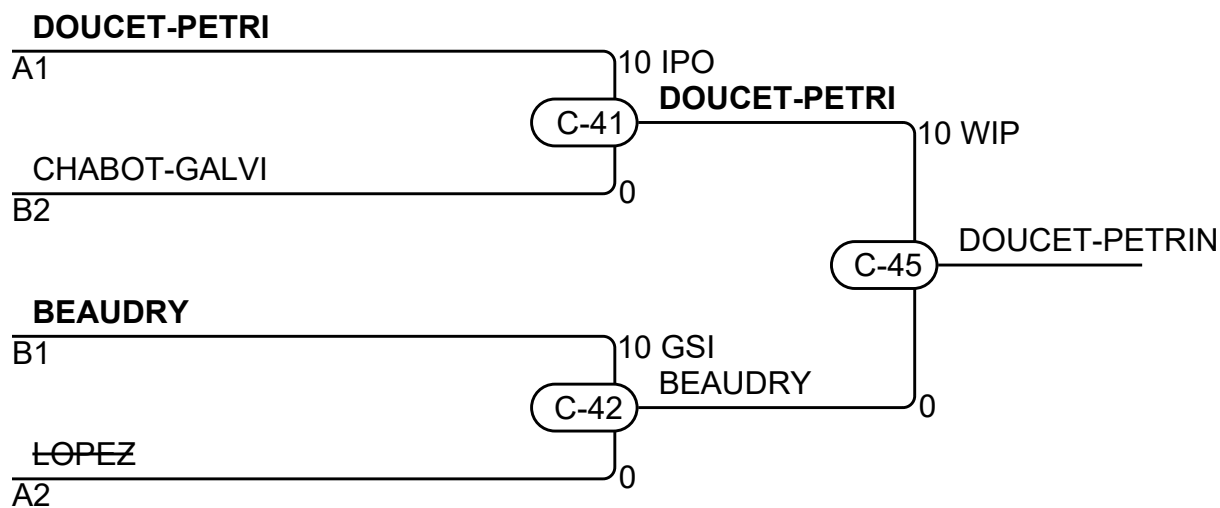 DOUCET-PETRI
A1
10 IPO
DOUCET-PETRI
C-41
10 WIP
CHABOT-GALVI
B2
0
DOUCET-PETRIN
C-45
BEAUDRY
B1
10 GSI
BEAUDRY
C-42
0
LOPEZ
A2
0